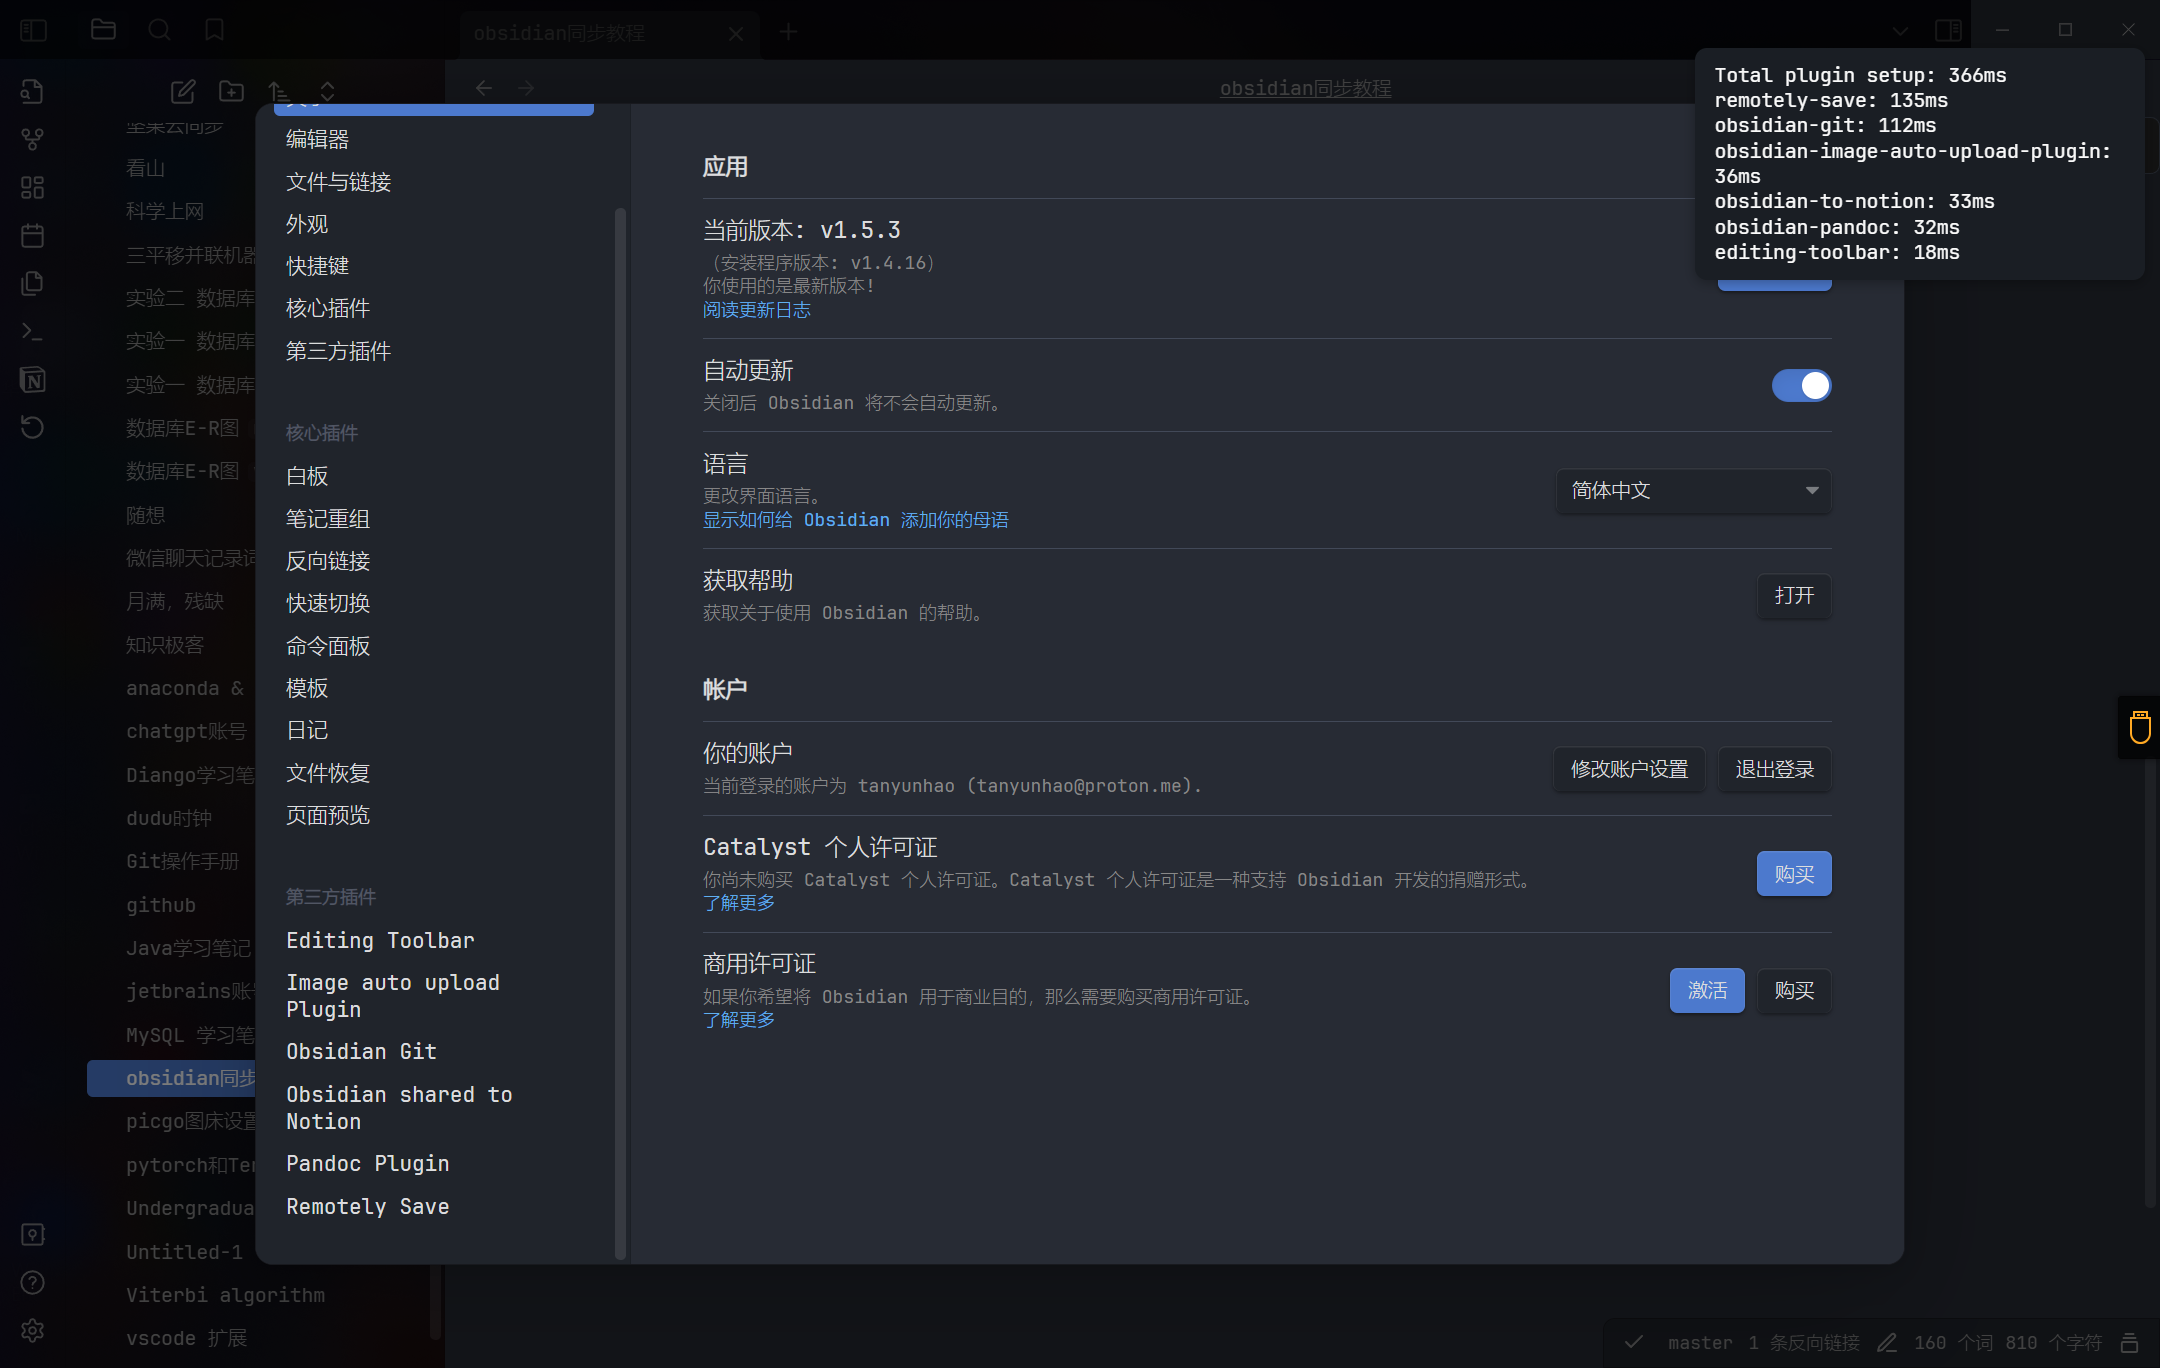 obsidian同步教程
obsidian同步教程
Total plugin setup: 366ms
remotely-save: 135ms
obsidian-git: 112ms
obsidian-image-auto-upload-plugin:
36ms
obsidian-to-notion: 33ms
obsidian-pandoc: 32ms
editing-toolbar: 18ms
坚果云同步
看山
科学上网
三平移并联机器
实验二 数据库
实验一 数据库
实验一 数据库
数据库E-R图
数据库E-R图
随想
微信聊天记录词
月满，残缺
知识极客
anaconda &
chatgpt账号
Diango学习笔
dudu时钟
Git操作手册
github
Java学习笔记
jetbrains账号
MySQL 学习笔
obsidian同步
picgo图床设置
pytorch和Ten
Undergradua
Untitled-1
Viterbi algorithm
vscode 扩展
编辑器
文件与链接
外观
快捷键
核心插件
第三方插件
核心插件
白板
笔记重组
反向链接
快速切换
命令面板
模板
日记
文件恢复
页面预览
第三方插件
Editing Toolbar
Image auto upload
Plugin
Obsidian Git
Obsidian shared to
Notion
Pandoc Plugin
Remotely Save
应用
当前版本: v1.5.3
（安装程序版本: v1.4.16）
你使用的是最新版本!
阅读更新日志
自动更新
关闭后 Obsidian 将不会自动更新。
语言
更改界面语言。
显示如何给 Obsidian 添加你的母语
简体中文
获取帮助
获取关于使用 Obsidian 的帮助。
打开
帐户
你的账户
当前登录的账户为 tanyunhao (tanyunhao@proton.me).
修改账户设置 退出登录
Catalyst 个人许可证
你尚未购买 Catalyst 个人许可证。Catalyst 个人许可证是一种支持 Obsidian 开发的捐赠形式。
了解更多
购买
商用许可证
如果你希望将 Obsidian 用于商业目的，那么需要购买商用许可证。
了解更多
激活 购买
master 1 条反向链接 160 个词 810 个字符